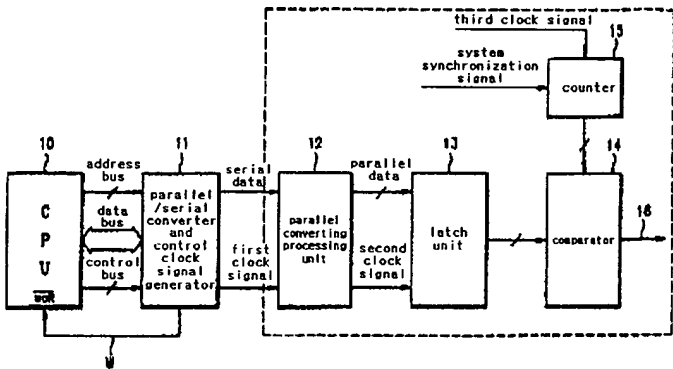 third clock signal
15
system
synchronization
signal
counter
10
11
12
13
14
address
bus
serial data
parallel
data
C
P
U
data
bus
parallel
/serial
converter
and
control
clock
signal
generator
parallel
converting
processing
unit
latch
unit
comparator
16
control
bus
first
clock
signal
second
clock
signal
W